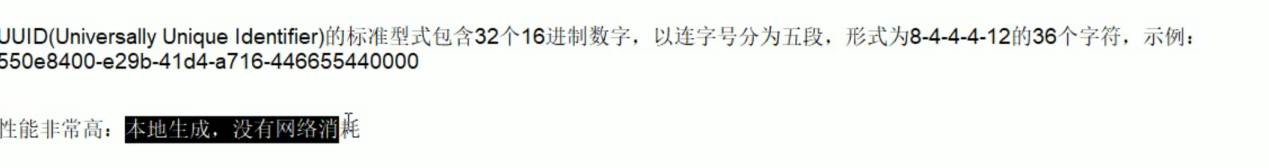 UUID(Universally Unique Identifier)的标准型式包含32个16进制数字，以连字号分为五段，形式为8-4-4-4-12的36个字符，示例：
550e8400-e29b-41d4-a716-446655440000
性能非常高：本地生成，没有网络消耗